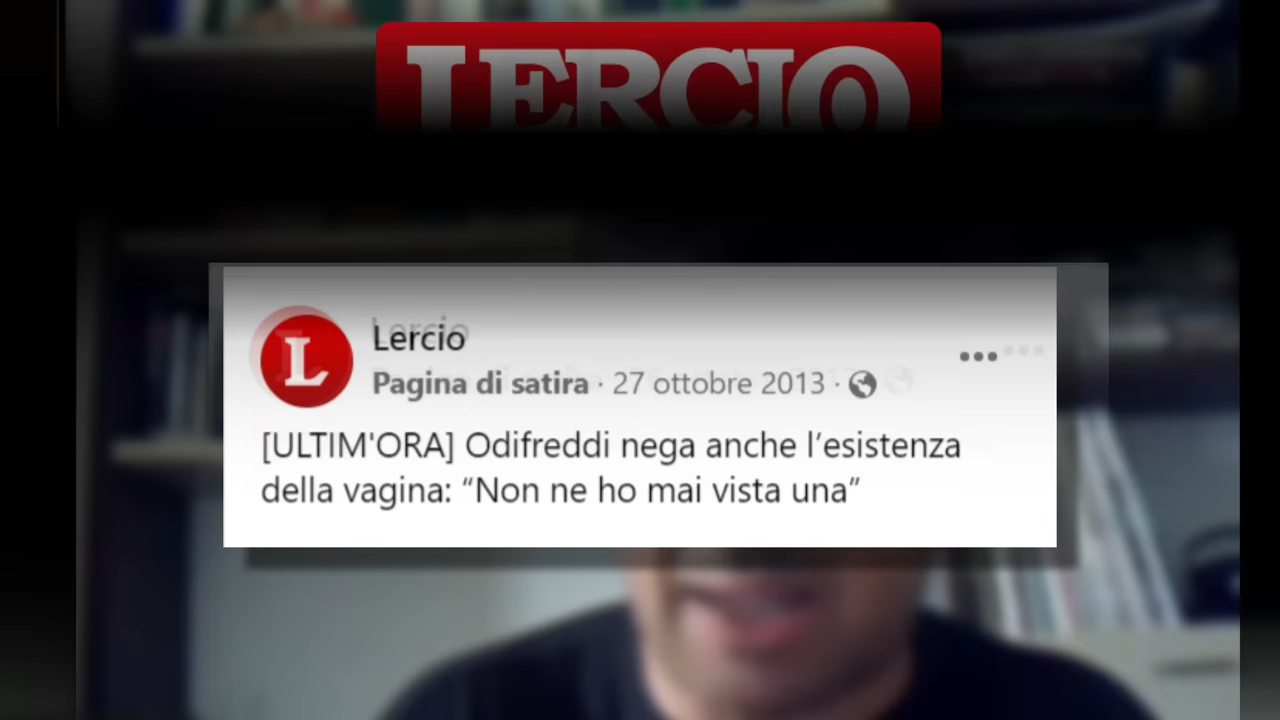 LERCIO
L
Lercio
Pagina di satira · 27 ottobre 2013 ·
[ULTIM'ORA] Odifreddi nega anche l’esistenza
della vagina: “Non ne ho mai vista una”